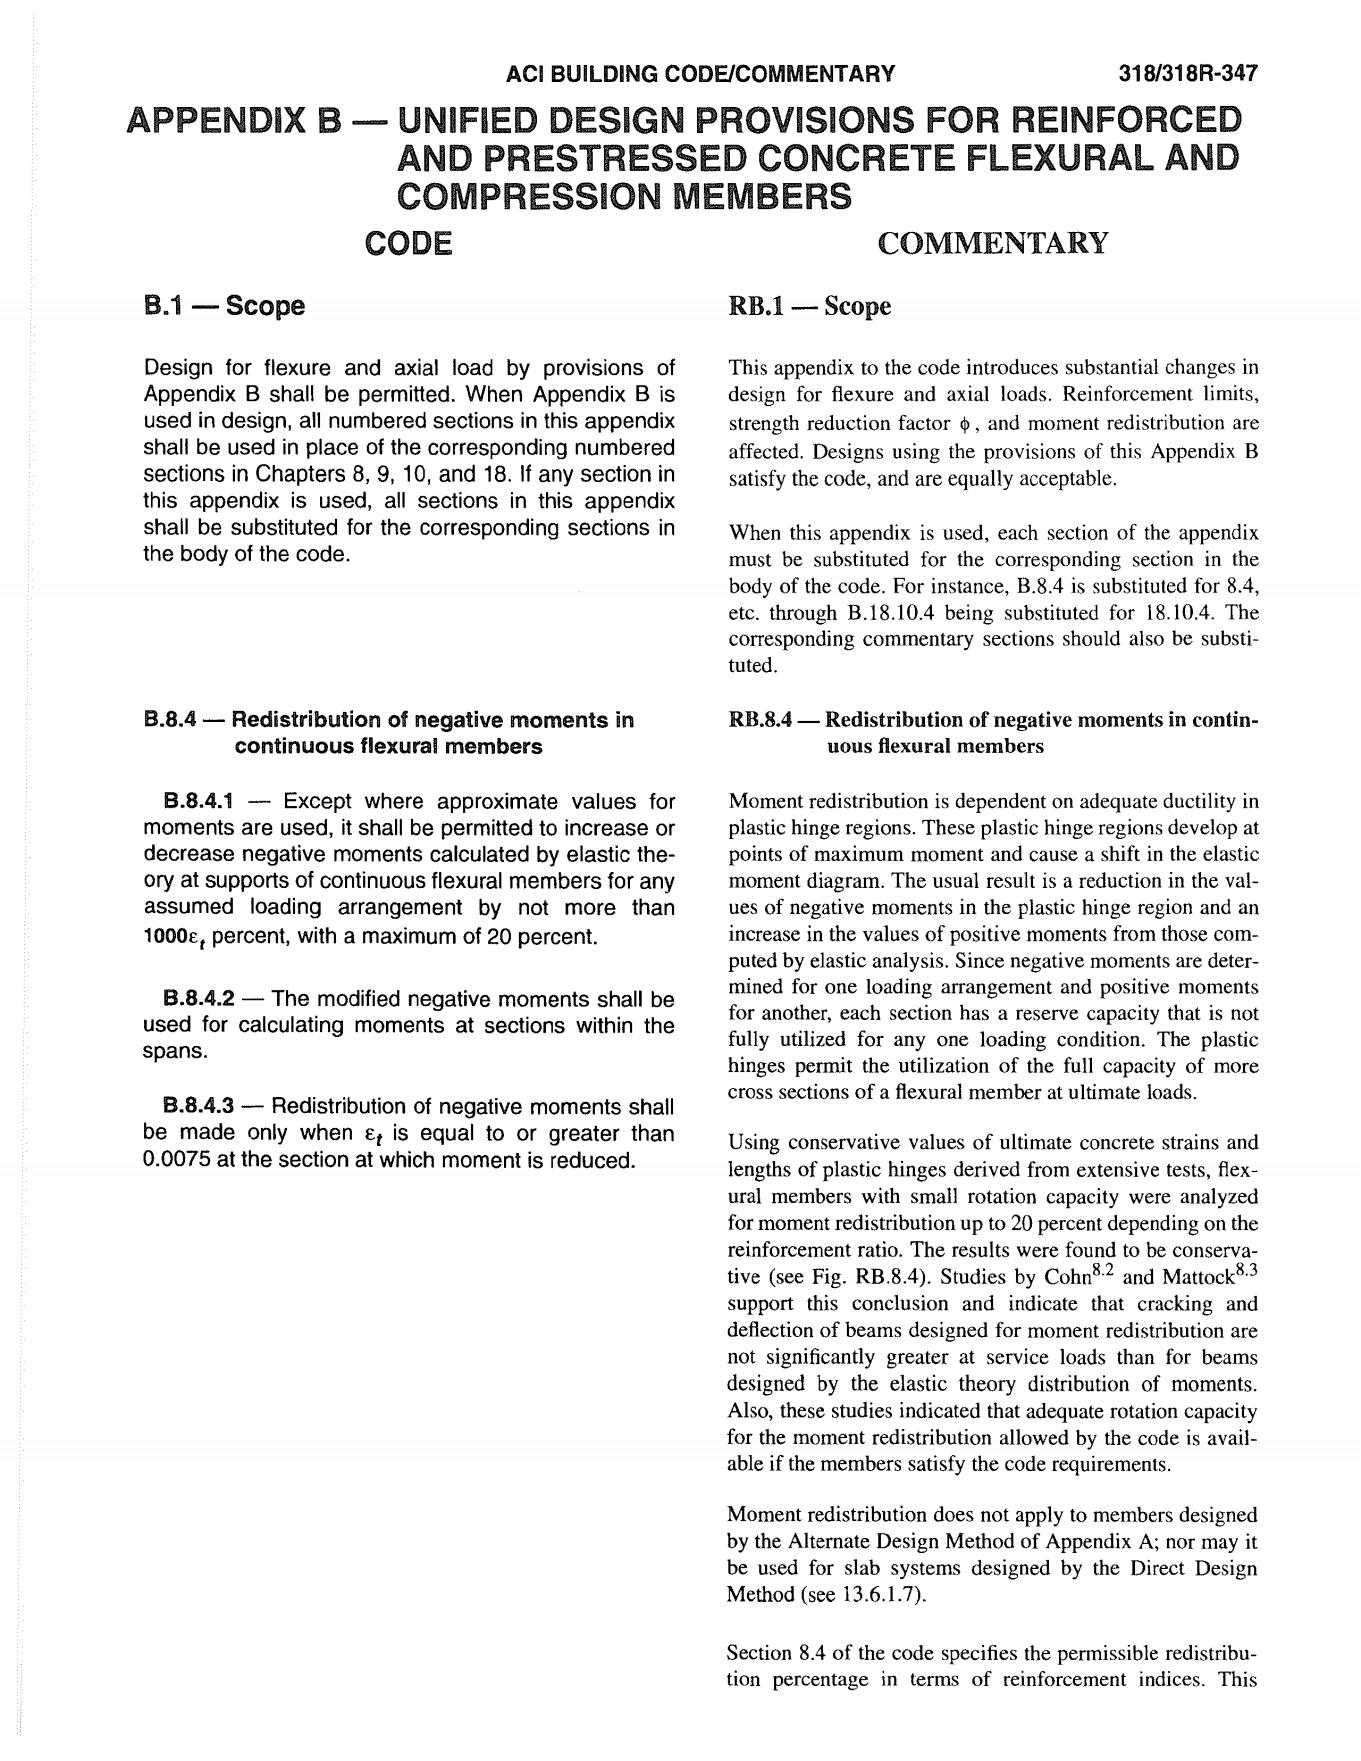 ACI BUILDING CODE/COMMENTARY 318/318R-347
APPENDIX B — UNIFIED DESIGN PROVISIONS FOR REINFORCED
AND PRESTRESSED CONCRETE FLEXURAL AND
COMPRESSION MEMBERS
CODE
B.1 — Scope
Design for flexure and axial load by provisions of
Appendix B shall be permitted. When Appendix B is
used in design, all numbered sections in this appendix
shall be used in place of the corresponding numbered
sections in Chapters 8, 9, 10, and 18. If any section in
this appendix is used, all sections in this appendix
shall be substituted for the corresponding sections in
the body of the code.
B.8.4 — Redistribution of negative moments in
continuous flexural members
B.8.4.1 — Except where approximate values for
moments are used, it shall be permitted to increase or
decrease negative moments calculated by elastic the-
ory at supports of continuous flexural members for any
assumed loading arrangement by not more than
1000εt percent, with a maximum of 20 percent.
B.8.4.2 — The modified negative moments shall be
used for calculating moments at sections within the
spans.
B.8.4.3 — Redistribution of negative moments shall
be made only when εt is equal to or greater than
0.0075 at the section at which moment is reduced.
COMMENTARY
RB.1 — Scope
This appendix to the code introduces substantial changes in
design for flexure and axial loads. Reinforcement limits,
strength reduction factor ϕ , and moment redistribution are
affected. Designs using the provisions of this Appendix B
satisfy the code, and are equally acceptable.
When this appendix is used, each section of the appendix
must be substituted for the corresponding section in the
body of the code. For instance, B.8.4 is substituted for 8.4,
etc. through B.18.10.4 being substituted for 18.10.4. The
corresponding commentary sections should also be substi-
tuted.
RB.8.4 — Redistribution of negative moments in contin-
uous flexural members
Moment redistribution is dependent on adequate ductility in
plastic hinge regions. These plastic hinge regions develop at
points of maximum moment and cause a shift in the elastic
moment diagram. The usual result is a reduction in the val-
ues of negative moments in the plastic hinge region and an
increase in the values of positive moments from those com-
puted by elastic analysis. Since negative moments are deter-
mined for one loading arrangement and positive moments
for another, each section has a reserve capacity that is not
fully utilized for any one loading condition. The plastic
hinges permit the utilization of the full capacity of more
cross sections of a flexural member at ultimate loads.
Using conservative values of ultimate concrete strains and
lengths of plastic hinges derived from extensive tests, flex-
ural members with small rotation capacity were analyzed
for moment redistribution up to 20 percent depending on the
reinforcement ratio. The results were found to be conserva-
tive (see Fig. RB.8.4). Studies by Cohn8.2 and Mattock8.3
support this conclusion and indicate that cracking and
deflection of beams designed for moment redistribution are
not significantly greater at service loads than for beams
designed by the elastic theory distribution of moments.
Also, these studies indicated that adequate rotation capacity
for the moment redistribution allowed by the code is avail-
able if the members satisfy the code requirements.
Moment redistribution does not apply to members designed
by the Alternate Design Method of Appendix A; nor may it
be used for slab systems designed by the Direct Design
Method (see 13.6.1.7).
Section 8.4 of the code specifies the permissible redistribu-
tion percentage in terms of reinforcement indices. This